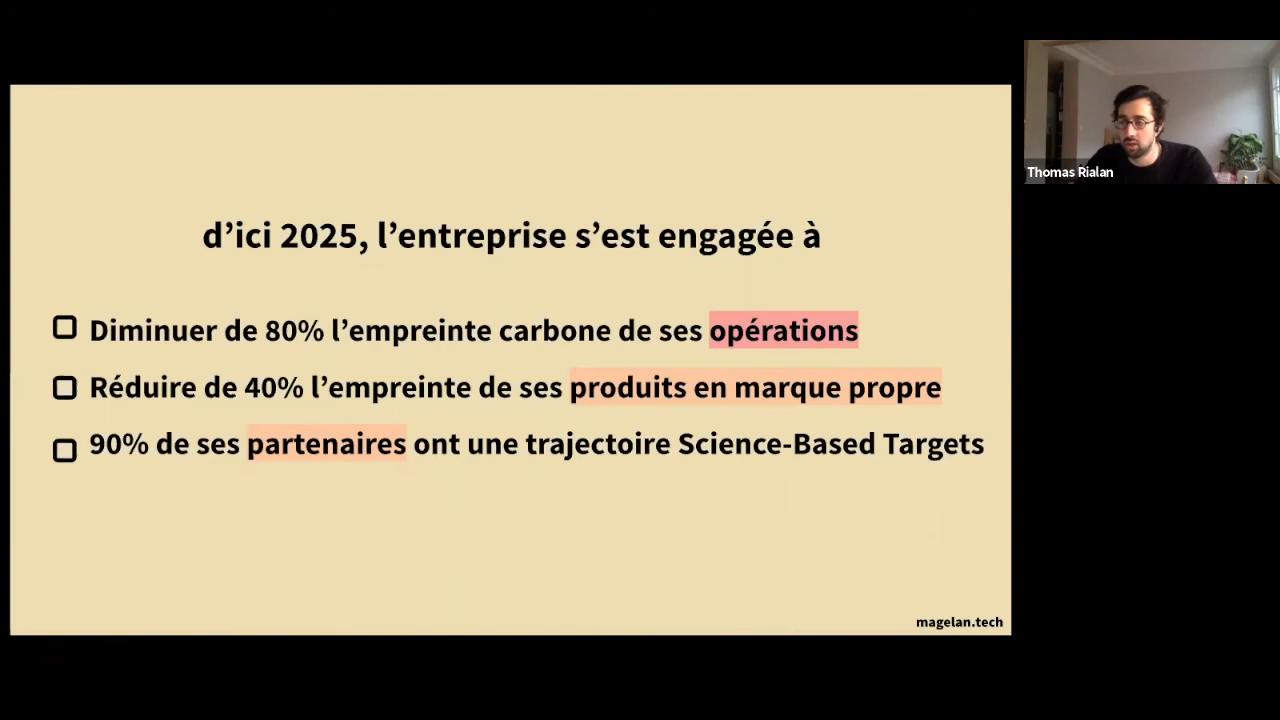 d’ici 2025, l’entreprise s’est engagée à
Diminuer de 80% l’empreinte carbone de ses opérations
Réduire de 40% l’empreinte de ses produits en marque propre
90% de ses partenaires ont une trajectoire Science-Based Targets
magelan.tech
Thomas Rialan